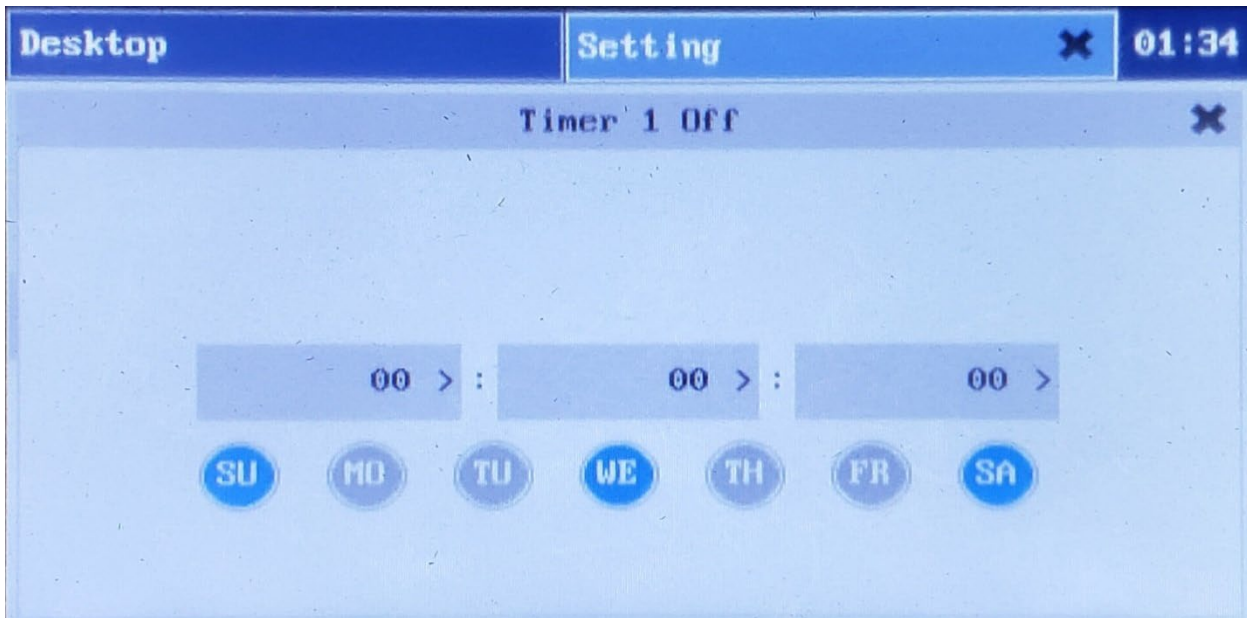 Desktop Setting ✖ 01:34
Timer 1 Off ✖
00 > : 00 > : 00 >
SU MO TU WE TH FR SA